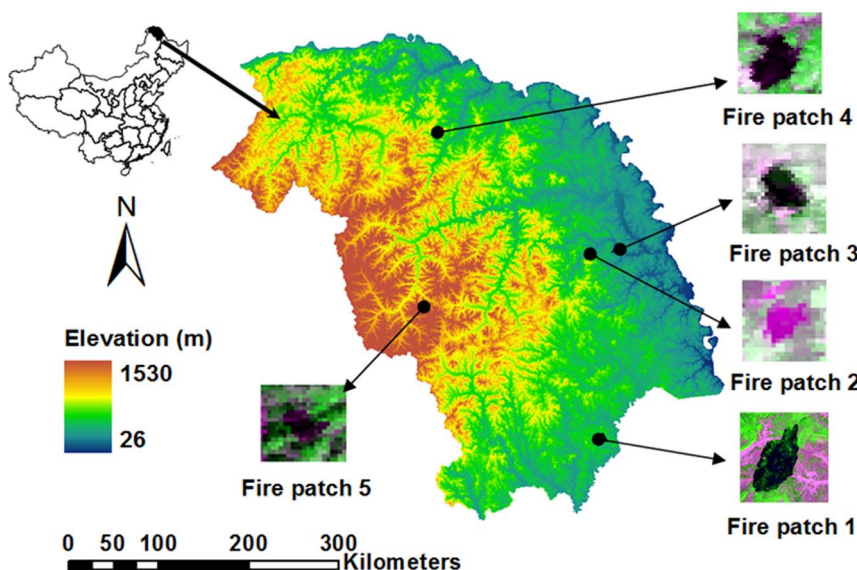 Fire patch 4
N
Fire patch 3
Elevation (m)
1530
26
Fire patch 2
Fire patch 5
Fire patch 1
0 50 100 200 300
Kilometers